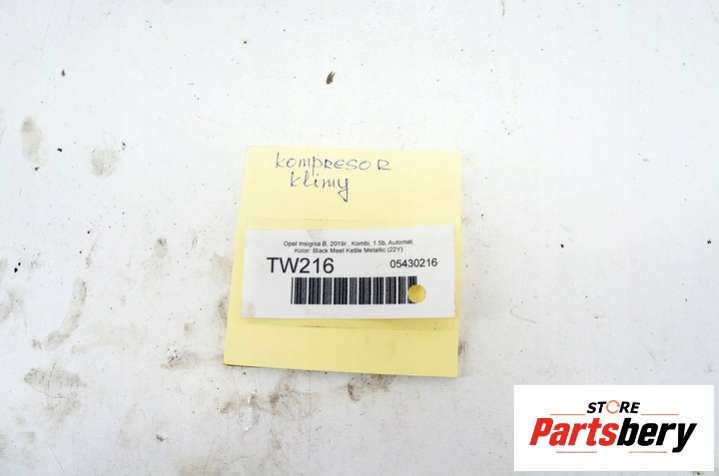 kompresor
klimy
Opel Insignia B, 2019r., Kombi, 1.5b, Automat,
Kolor: Black Meet Kettle Metallic (22Y)
TW216 05430216
STORE
Partsbery